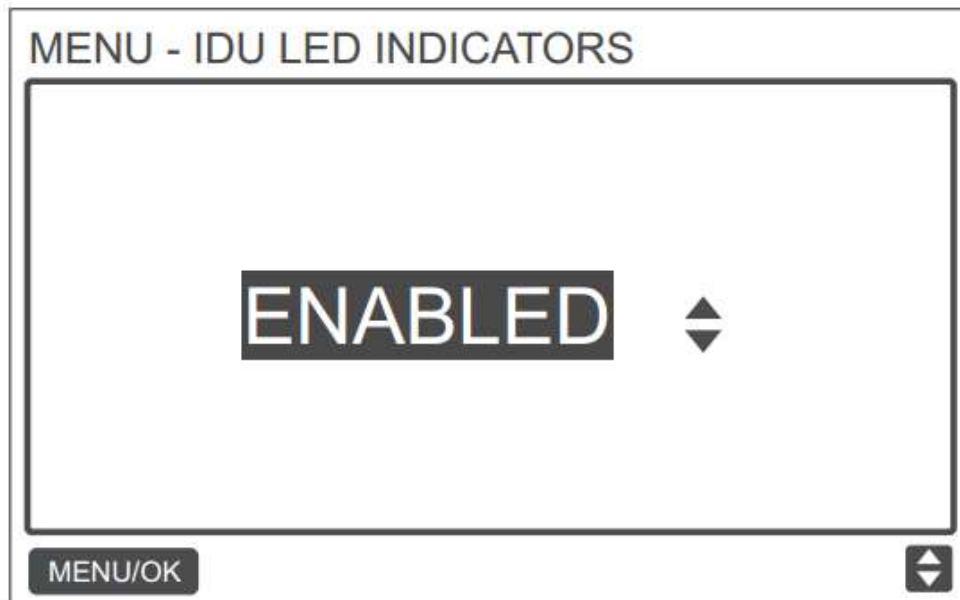 MENU - IDU LED INDICATORS
ENABLED
MENU/OK